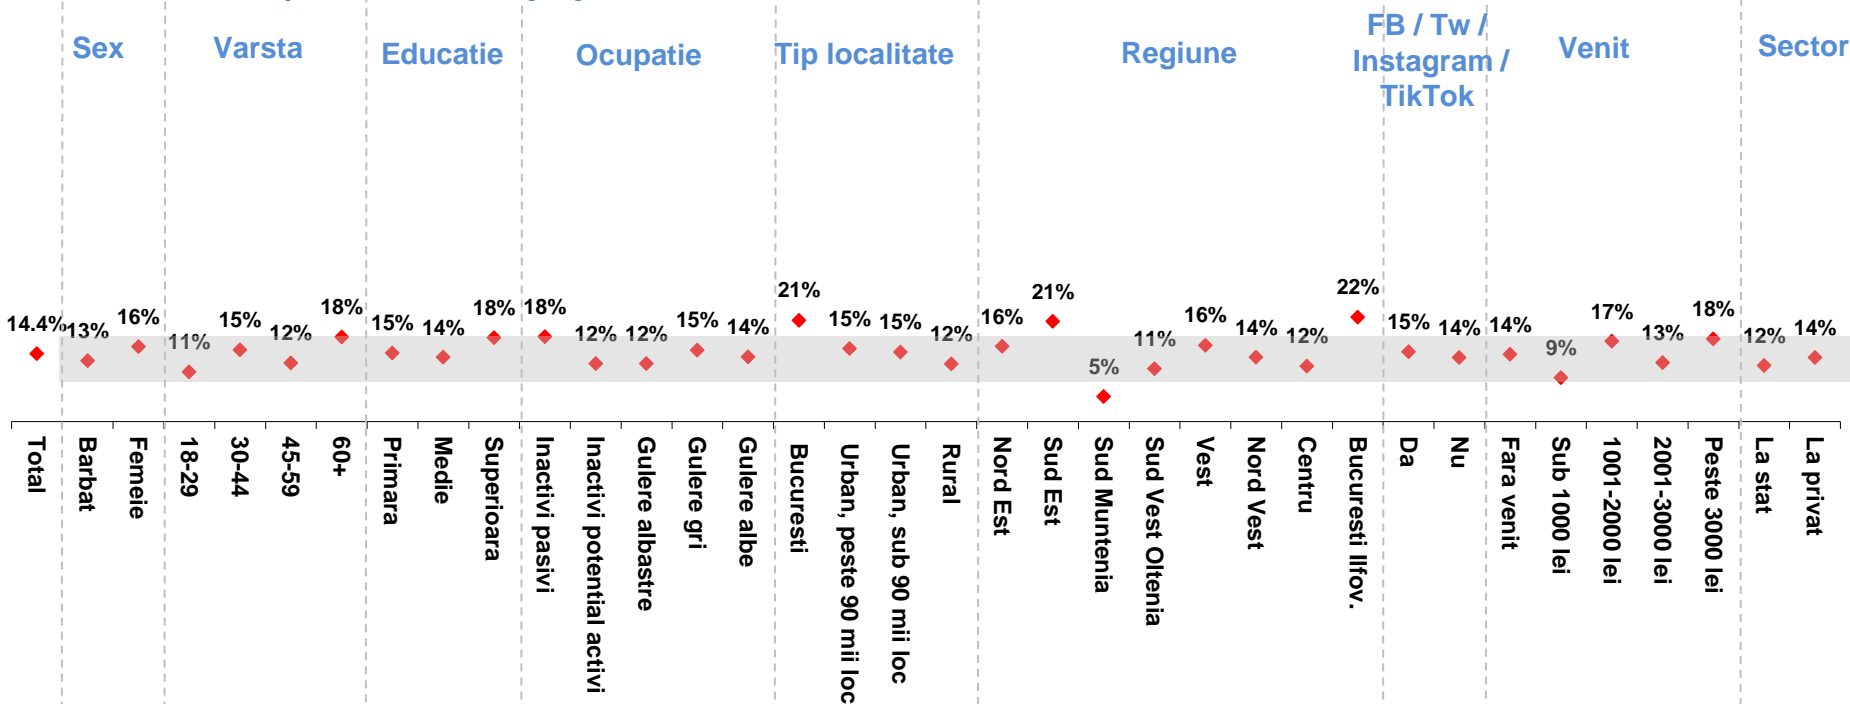 Sex
Varsta
Educatie
Ocupatie
Tip localitate
Regiune
FB / Tw /
Instagram /
TikTok
Venit
Sector
14.4%
13%
16%
11%
15%
12%
18%
15%
14%
18%
18%
12%
12%
15%
14%
21%
15%
15%
12%
16%
21%
5%
11%
16%
14%
12%
22%
15%
14%
14%
9%
17%
13%
18%
12%
14%
Total
Barbat
Femeie
18-29
30-44
45-59
60+
Primara
Medie
Superioara
Inactivi pasivi
Inactivi potential activi
Gulere albastre
Gulere gri
Gulere albe
Bucuresti
Urban, peste 90 mii loc
Urban, sub 90 mii loc
Rural
Nord Est
Sud Est
Sud Muntenia
Sud Vest Oltenia
Vest
Nord Vest
Centru
Bucuresti Ilfov.
Da
Nu
Fara venit
Sub 1000 lei
1001-2000 lei
2001-3000 lei
Peste 3000 lei
La stat
La privat